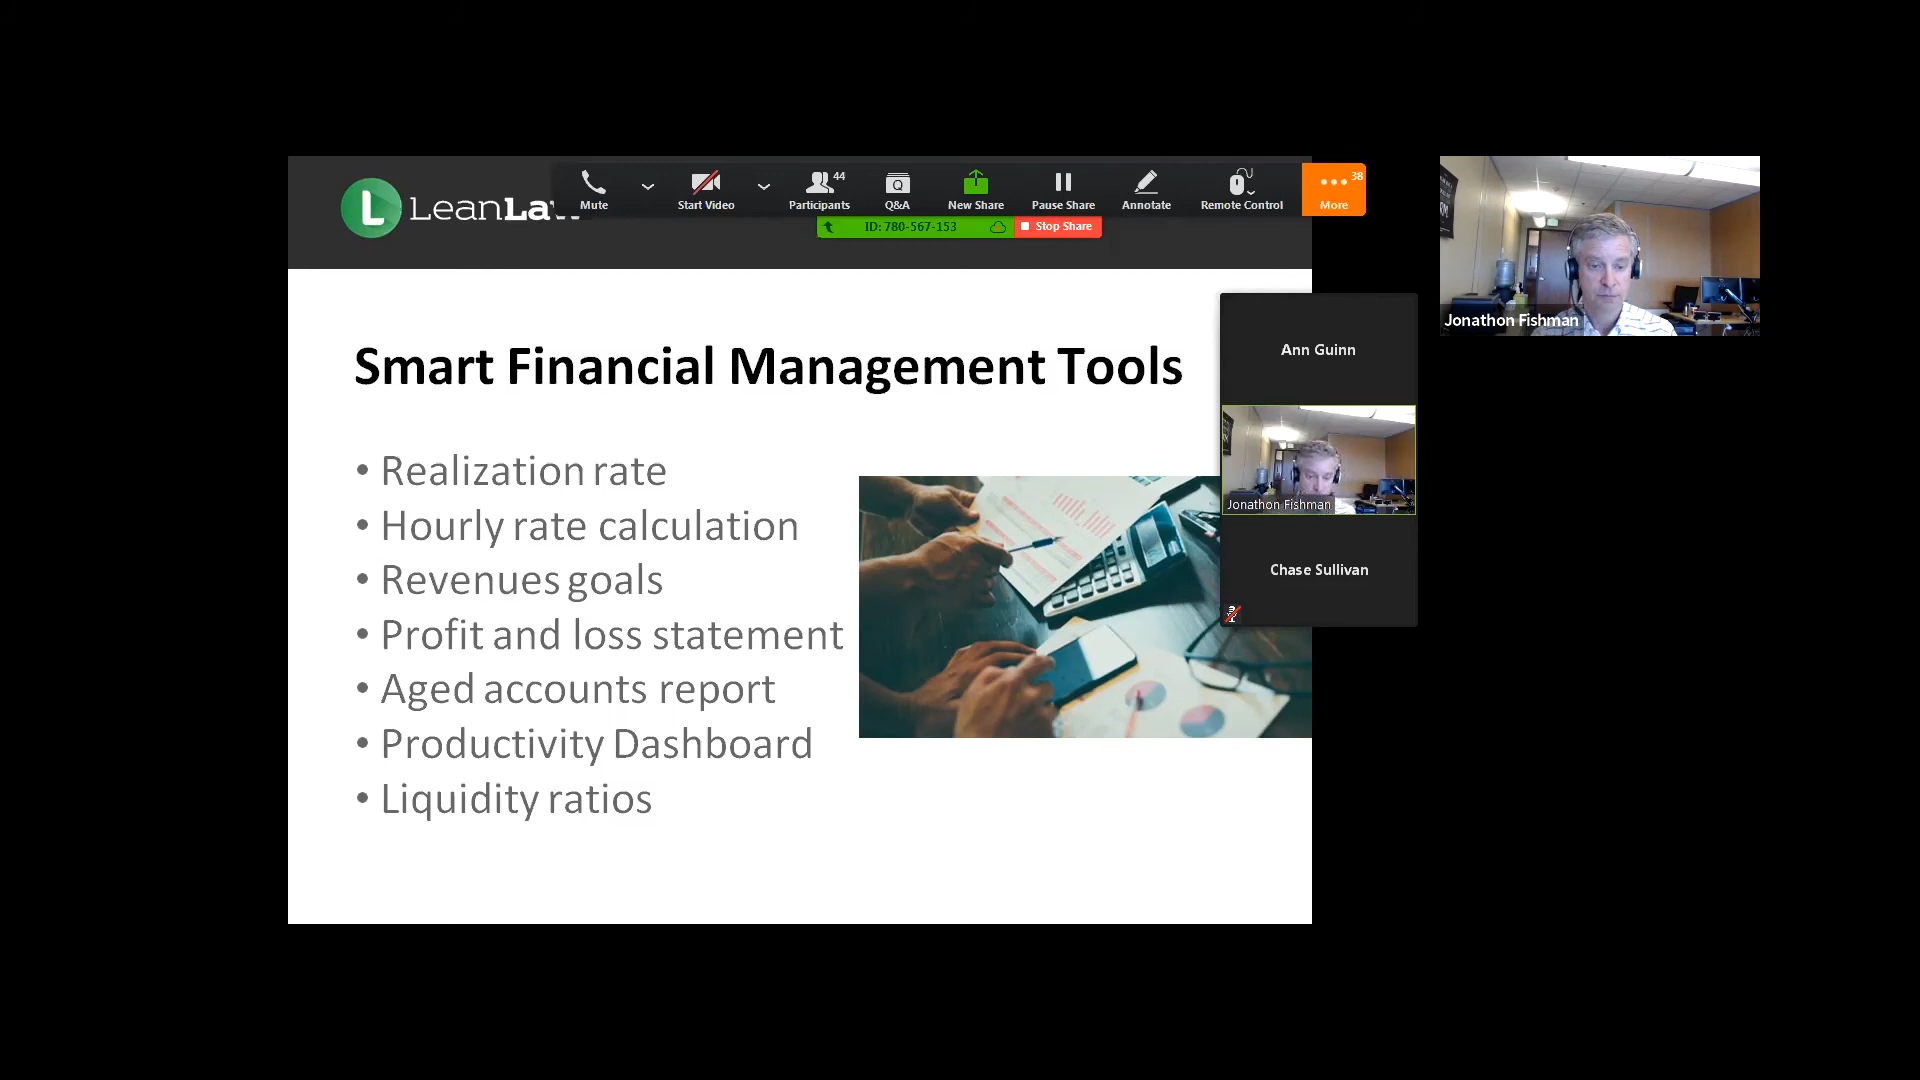 LeanLaw
Mute
Start Video
44
Participants
Q
Q&A
New Share
Pause Share
Annotate
Remote Control
38
More
ID: 780-567-153
Stop Share
Smart Financial Management Tools
• Realization rate
• Hourly rate calculation
• Revenues goals
• Profit and loss statement
• Aged accounts report
• Productivity Dashboard
• Liquidity ratios
Ann Guinn
Jonathon Fishman
Chase Sullivan
Jonathon Fishman